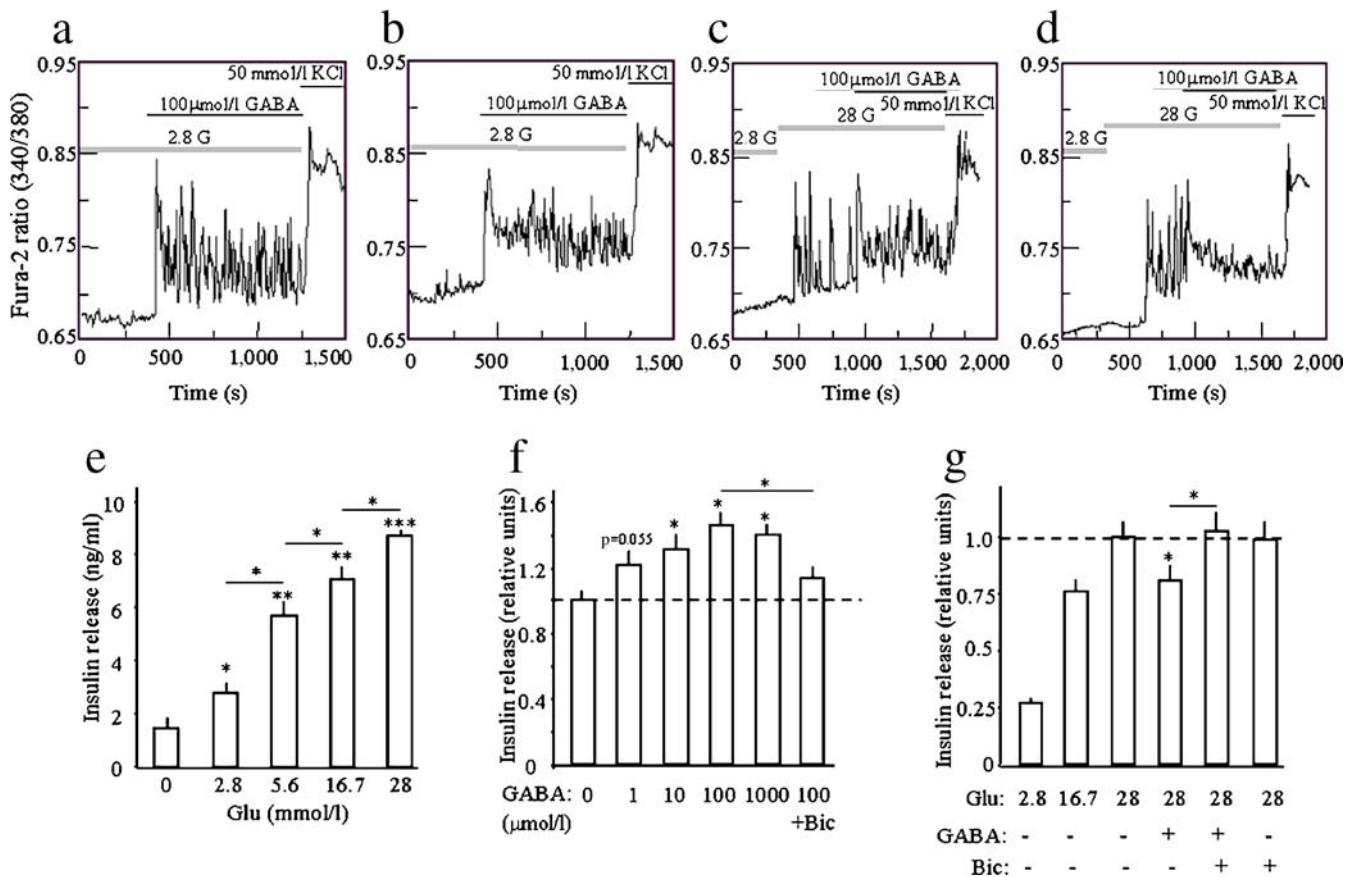 a
b
c
d
0.95
0.85
0.75
0.65
Fura-2 ratio (340/380)
50 mmol/l KCl
100μmol/l GABA
2.8 G
0
500
1,000
1,500
Time (s)
0.95
0.85
0.75
0.65
50 mmol/l KCl
100μmol/l GABA
2.8 G
0
500
1,000
1,500
Time (s)
0.95
0.85
0.75
0.65
100μmol/l GABA
50 mmol/l KCl
28 G
2.8 G
0
500
1,000
1,500
2,000
Time (s)
0.95
0.85
0.75
0.65
100μmol/l GABA
50 mmol/l KCl
28 G
2.8 G
0
500
1,000
1,500
2,000
Time (s)
e
Insulin release (ng/ml)
10
8
6
4
2
0
*
*
**
*
**
*
***
0 2.8 5.6 16.7 28
Glu (mmol/l)
f
Insulin release (relative units)
1.6
1.2
0.8
0.4
0
p=0.055
*
*
*
*
GABA: 0 1 10 100 1000 100
(μmol/l) +Bic
g
Insulin release (relative units)
1.0
0.75
0.25
0.0
*
*
Glu: 2.8 16.7 28 28 28 28
GABA: - - - + + -
Bic: - - - - + +